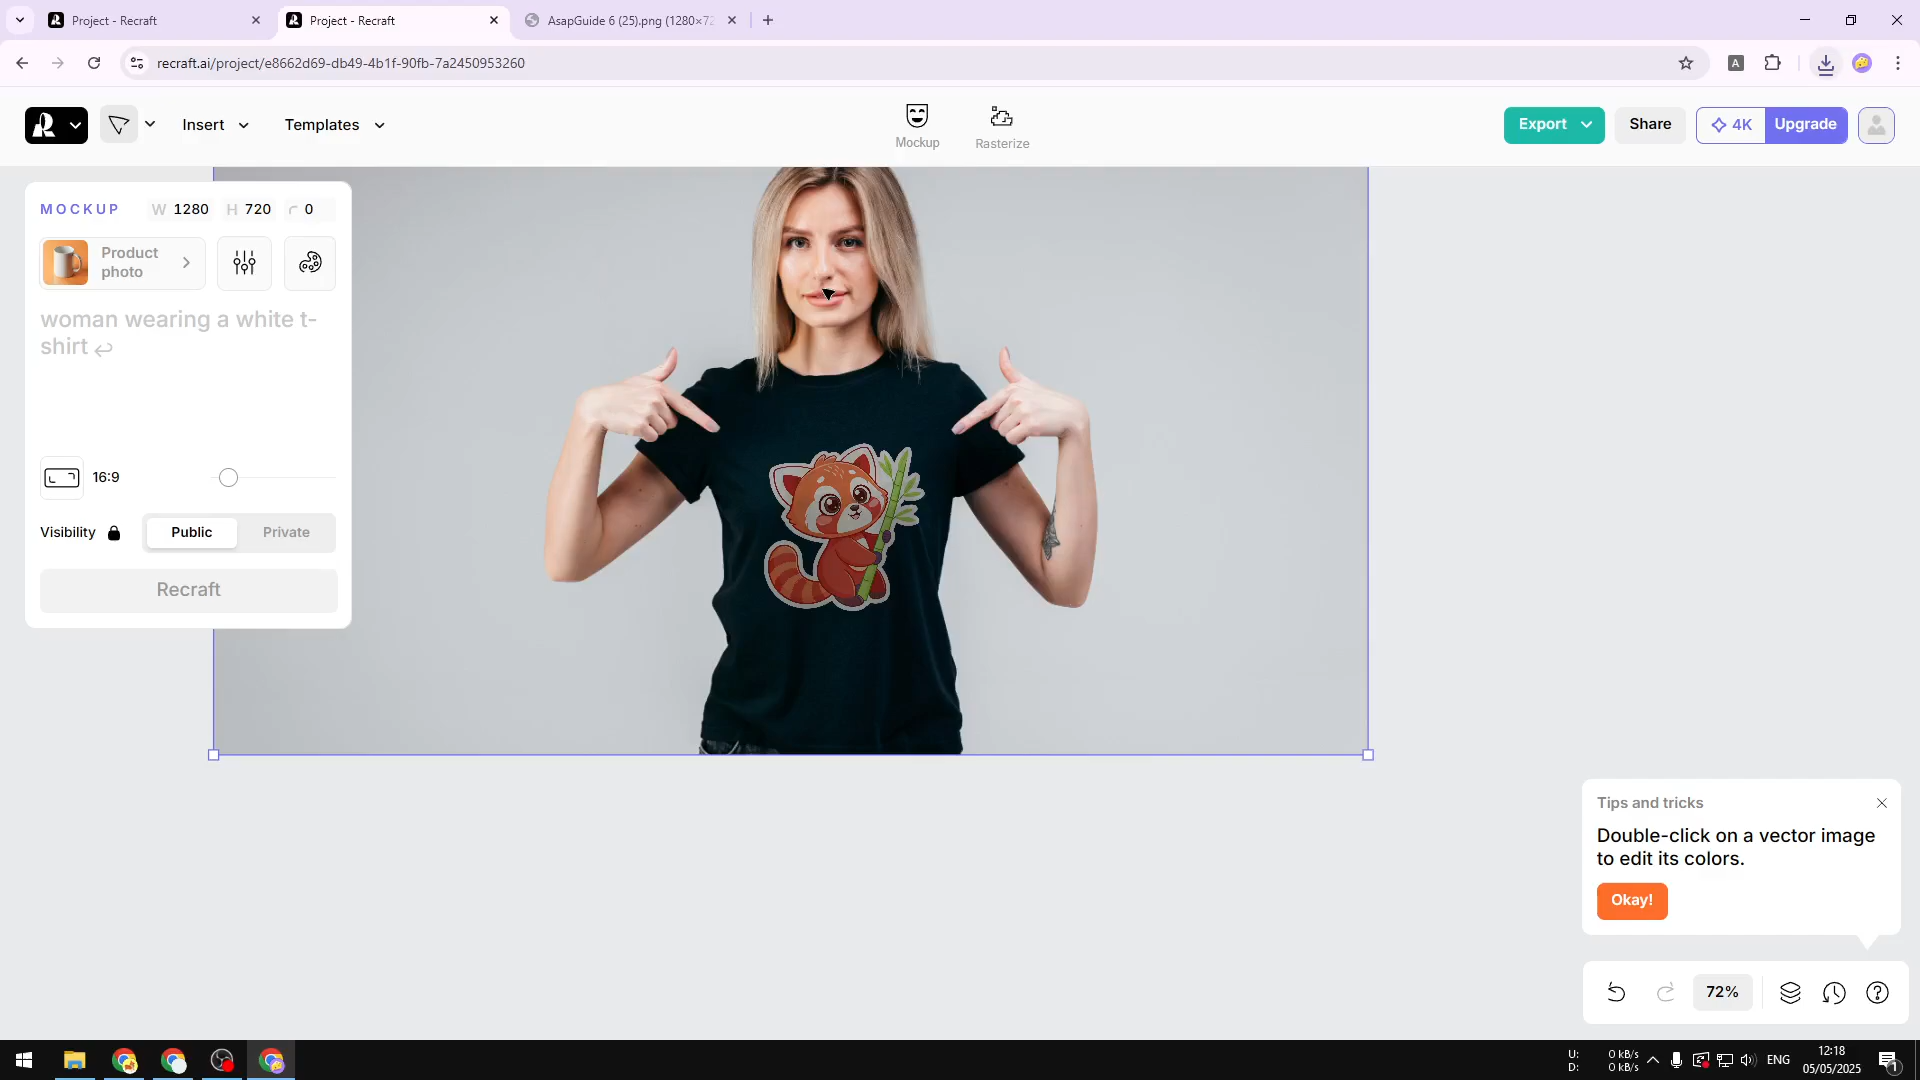 Project - Recraft
Project - Recraft
AsapGuide 6 (25).png (1280×72
recraft.ai/project/e8662d69-db49-4b1f-90fb-7a2450953260
A
Insert
Templates
Mockup
Rasterize
Export
Share
4K
Upgrade
MOCKUP
W 1280
H 720
0
Product
photo
woman wearing a white t-
shirt
16:9
Visibility
Public
Private
Recraft
Tips and tricks
Double-click on a vector image
to edit its colors.
Okay!
72%
U: 0 kB/s
D: 0 kB/s
ENG
12:18
05/05/2025
1